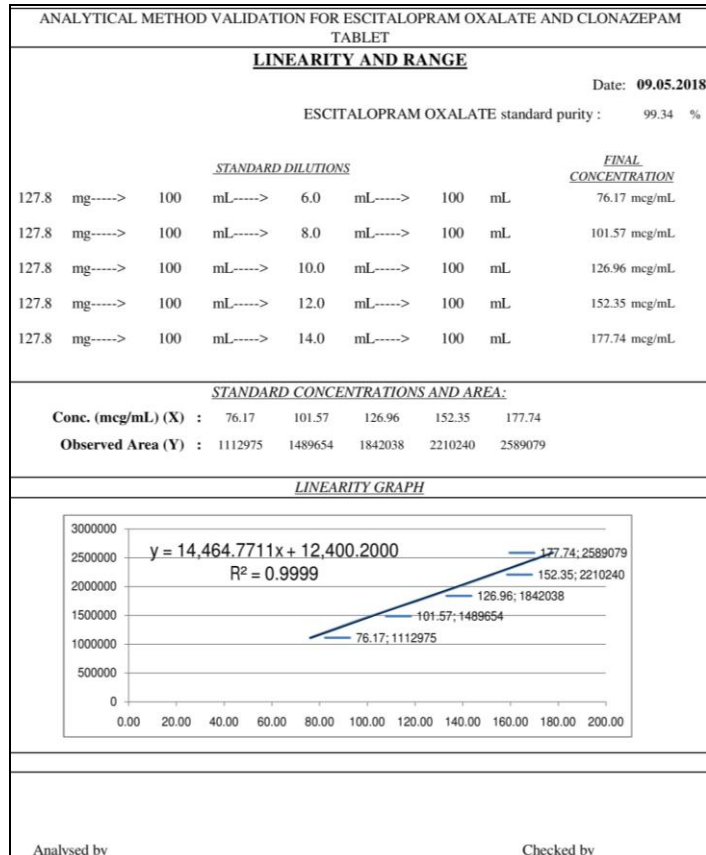 ANALYTICAL METHOD VALIDATION FOR ESCITALOPRAM OXALATE AND CLONAZEPAM
TABLET
LINEARITY AND RANGE
Date: 09.05.2018
ESCITALOPRAM OXALATE standard purity : 99.34 %
STANDARD DILUTIONS
FINAL
CONCENTRATION
127.8 mg-----> 100 mL-----> 6.0 mL-----> 100 mL 76.17 mcg/mL
127.8 mg-----> 100 mL-----> 8.0 mL-----> 100 mL 101.57 mcg/mL
127.8 mg-----> 100 mL-----> 10.0 mL-----> 100 mL 126.96 mcg/mL
127.8 mg-----> 100 mL-----> 12.0 mL-----> 100 mL 152.35 mcg/mL
127.8 mg-----> 100 mL-----> 14.0 mL-----> 100 mL 177.74 mcg/mL
STANDARD CONCENTRATIONS AND AREA:
Conc. (mcg/mL) (X) : 76.17 101.57 126.96 152.35 177.74
Observed Area (Y) : 1112975 1489654 1842038 2210240 2589079
LINEARITY GRAPH
3000000
2500000
2000000
1500000
1000000
500000
0
y = 14,464.7711x + 12,400.2000
R² = 0.9999
177.74; 2589079
152.35; 2210240
126.96; 1842038
101.57; 1489654
76.17; 1112975
0.00 20.00 40.00 60.00 80.00 100.00 120.00 140.00 160.00 180.00 200.00
Analysed by Checked by